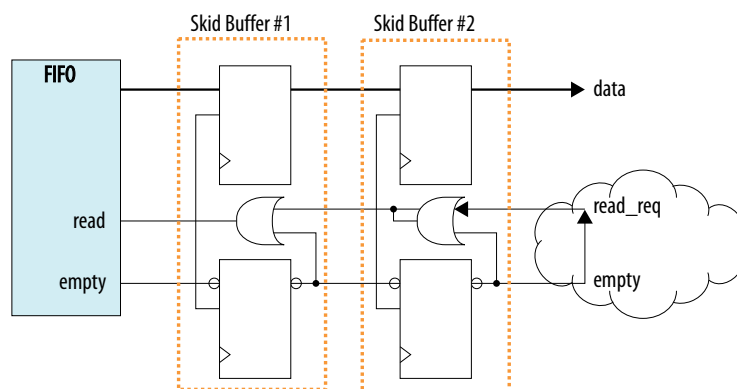 Skid Buffer #1
Skid Buffer #2
FIFO
data
read
read_req
empty
empty